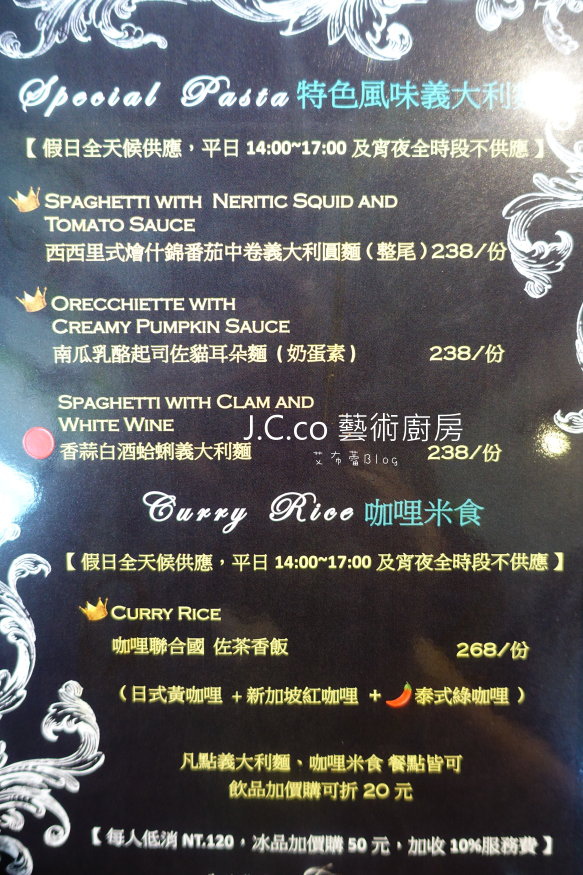 Special Pasta 特色風味義大利麵
【 假日全天候供應，平日 14:00~17:00 及宵夜全時段不供應 】
SPAGHETTI WITH NERITIC SQUID AND
TOMATO SAUCE
西西里式燴什錦番茄中卷義大利圓麵 ( 整尾 ) 238/份
ORECCHIETTE WITH
CREAMY PUMPKIN SAUCE
南瓜乳酪起司佐貓耳朵麵 ( 奶蛋素 ) 238/份
SPAGHETTI WITH CLAM AND
WHITE WINE
J.C.co 藝術廚房
香蒜白酒蛤蜊義大利麵 238/份
艾布蕾Blog
Curry Rice 咖哩米食
【 假日全天候供應，平日 14:00~17:00 及宵夜全時段不供應 】
CURRY RICE
咖哩聯合國 佐茶香飯 268/份
( 日式黃咖哩 + 新加坡紅咖哩 + 泰式綠咖哩 )
凡點義大利麵、咖哩米食 餐點皆可
飲品加價購可折 20 元
【 每人低消 NT.120，冰品加價購 50 元，加收 10%服務費 】